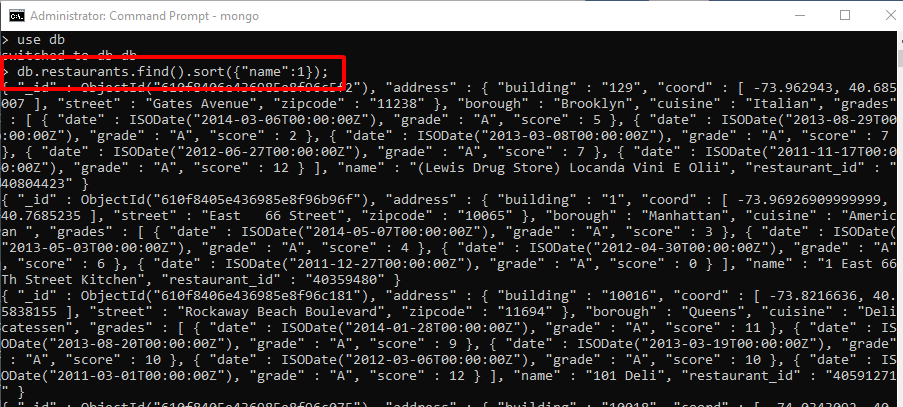 Administrator: Command Prompt - mongo
> use db
switched to db db
> db.restaurants.find().sort({"name":1});
{ "_id" : ObjectId("610f8406e436985e8f96c5f2"), "address" : { "building" : "129", "coord" : [ -73.962943, 40.685
007 ], "street" : "Gates Avenue", "zipcode" : "11238" }, "borough" : "Brooklyn", "cuisine" : "Italian", "grades"
: [ { "date" : ISODate("2014-03-06T00:00:00Z"), "grade" : "A", "score" : 5 }, { "date" : ISODate("2013-08-29T00
:00:00Z"), "grade" : "A", "score" : 2 }, { "date" : ISODate("2013-03-08T00:00:00Z"), "grade" : "A", "score" : 7
}, { "date" : ISODate("2012-06-27T00:00:00Z"), "grade" : "A", "score" : 7 }, { "date" : ISODate("2011-11-17T00:0
0:00Z"), "grade" : "A", "score" : 12 } ], "name" : "(Lewis Drug Store) Locanda Vini E Olii", "restaurant_id" : "
40804423" }
{ "_id" : ObjectId("610f8405e436985e8f96b96f"), "address" : { "building" : "1", "coord" : [ -73.96926909999999,
40.7685235 ], "street" : "East   66 Street", "zipcode" : "10065" }, "borough" : "Manhattan", "cuisine" : "Americ
an ", "grades" : [ { "date" : ISODate("2014-05-07T00:00:00Z"), "grade" : "A", "score" : 3 }, { "date" : ISODate(
"2013-05-03T00:00:00Z"), "grade" : "A", "score" : 4 }, { "date" : ISODate("2012-04-30T00:00:00Z"), "grade" : "A"
, "score" : 6 }, { "date" : ISODate("2011-12-27T00:00:00Z"), "grade" : "A", "score" : 0 } ], "name" : "1 East 66
Th Street Kitchen", "restaurant_id" : "40359480" }
{ "_id" : ObjectId("610f8406e436985e8f96c181"), "address" : { "building" : "10016", "coord" : [ -73.8216636, 40.
5838155 ], "street" : "Rockaway Beach Boulevard", "zipcode" : "11694" }, "borough" : "Queens", "cuisine" : "Deli
catessen", "grades" : [ { "date" : ISODate("2014-01-28T00:00:00Z"), "grade" : "A", "score" : 11 }, { "date" : IS
ODate("2013-08-20T00:00:00Z"), "grade" : "A", "score" : 9 }, { "date" : ISODate("2013-03-19T00:00:00Z"), "grade"
: "A", "score" : 10 }, { "date" : ISODate("2012-03-06T00:00:00Z"), "grade" : "A", "score" : 10 }, { "date" : IS
ODate("2011-03-01T00:00:00Z"), "grade" : "A", "score" : 12 } ], "name" : "101 Deli", "restaurant_id" : "40591271
" }